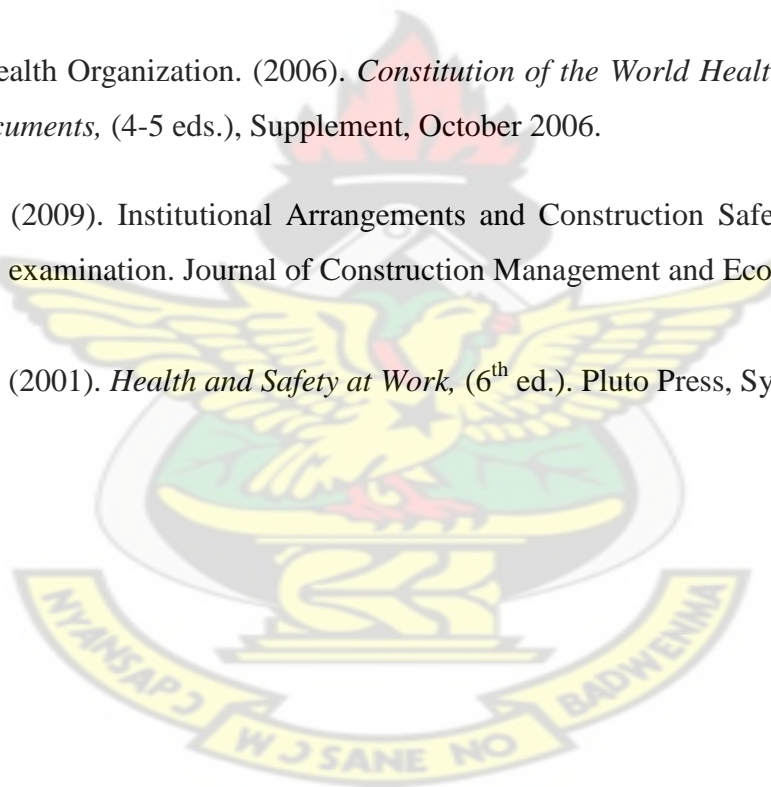 ealth Organization. (2006). Constitution of the World Healt
cuments, (4-5 eds.), Supplement, October 2006.
(2009). Institutional Arrangements and Construction Safe
examination. Journal of Construction Management and Eco
(2001). Health and Safety at Work, (6th ed.). Pluto Press, Sy
NYANSAPƆ WƆSANE NO BADWENMA